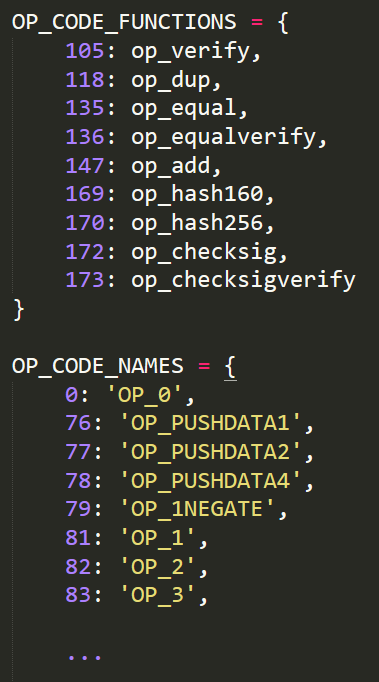 OP_CODE_FUNCTIONS = {
    105: op_verify,
    118: op_dup,
    135: op_equal,
    136: op_equalverify,
    147: op_add,
    169: op_hash160,
    170: op_hash256,
    172: op_checksig,
    173: op_checksigverify
}

OP_CODE_NAMES = {
    0: 'OP_0',
    76: 'OP_PUSHDATA1',
    77: 'OP_PUSHDATA2',
    78: 'OP_PUSHDATA4',
    79: 'OP_1NEGATE',
    81: 'OP_1',
    82: 'OP_2',
    83: 'OP_3',

    ...